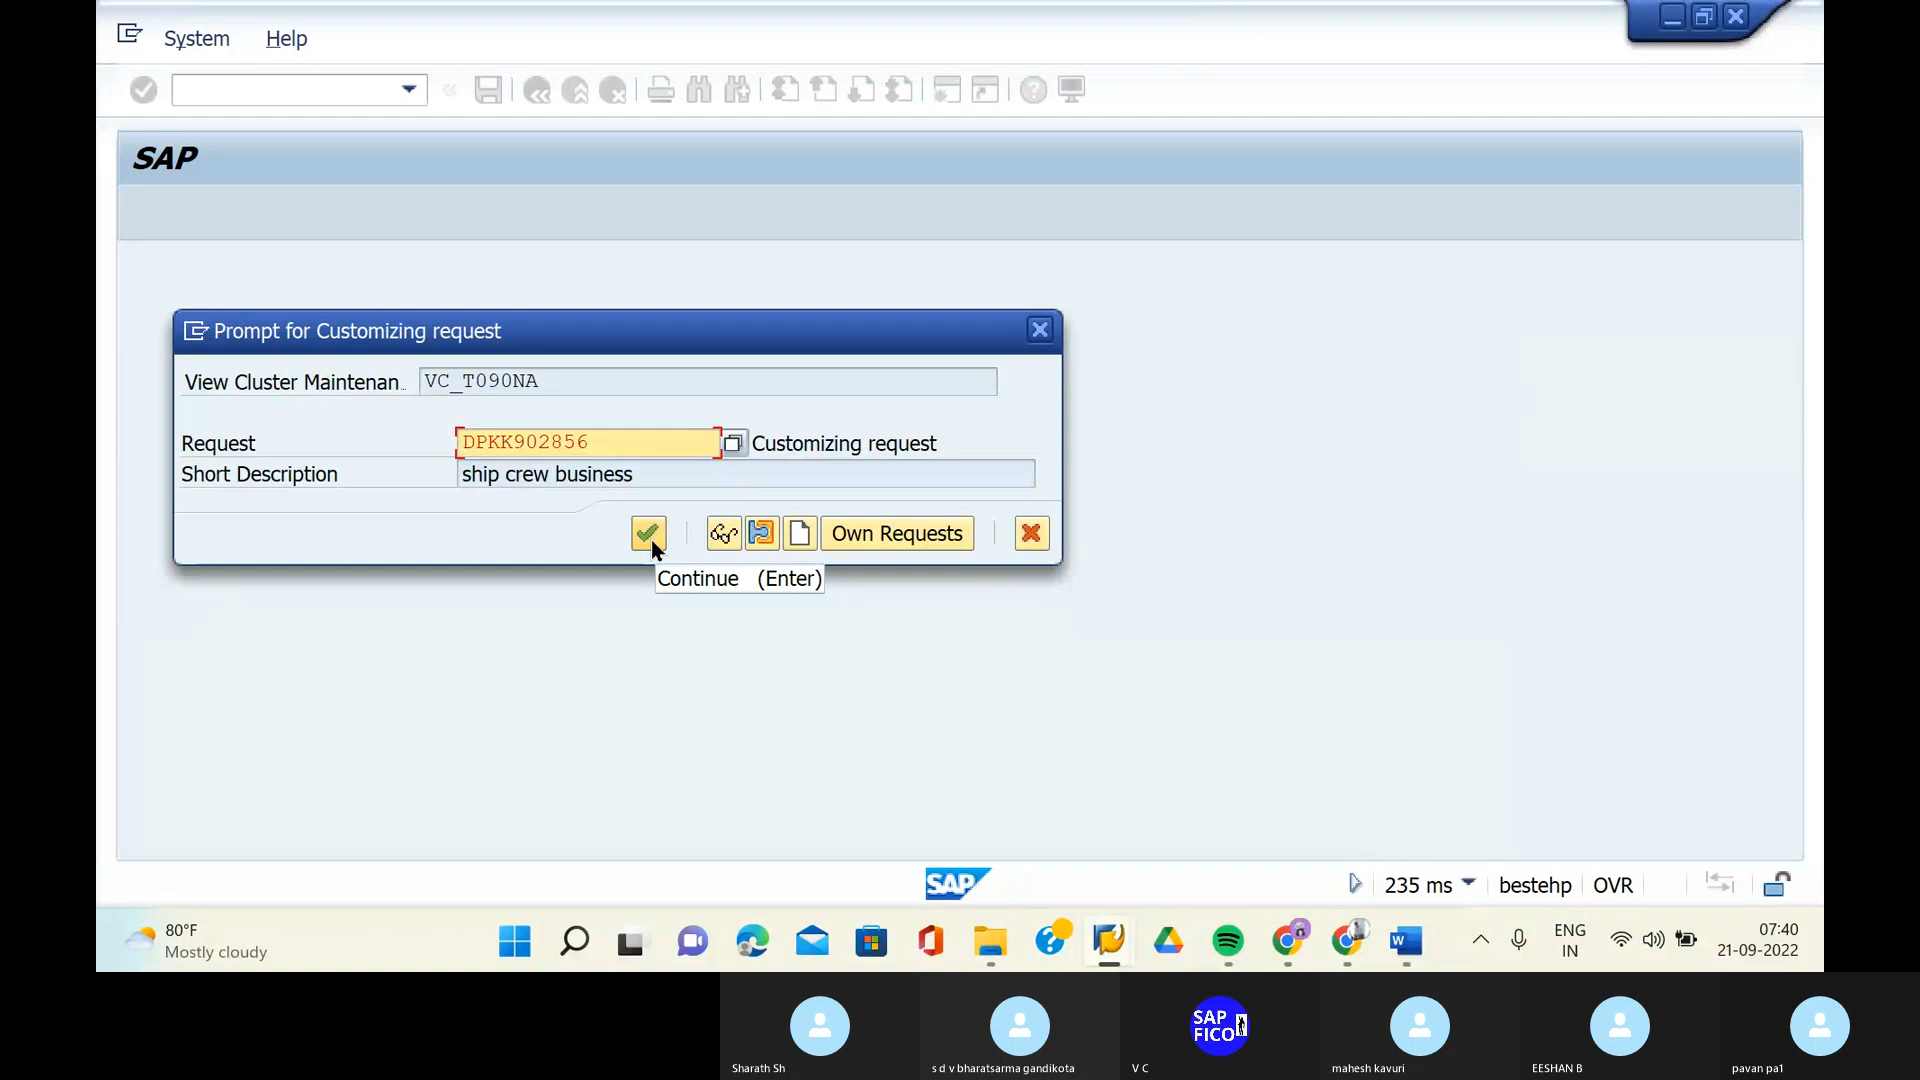 System Help
SAP
Prompt for Customizing request
View Cluster Maintenan.. VC_T090NA
Request DPKK902856 Customizing request
Short Description ship crew business
Own Requests
Continue (Enter)
SAP 235 ms bestehp OVR
80°F
Mostly cloudy
ENG
IN
07:40
21-09-2022
SAP
FICO
Sharath Sh s d v bharatsarma gandikota V C mahesh kavuri EESHAN B pavan pa1